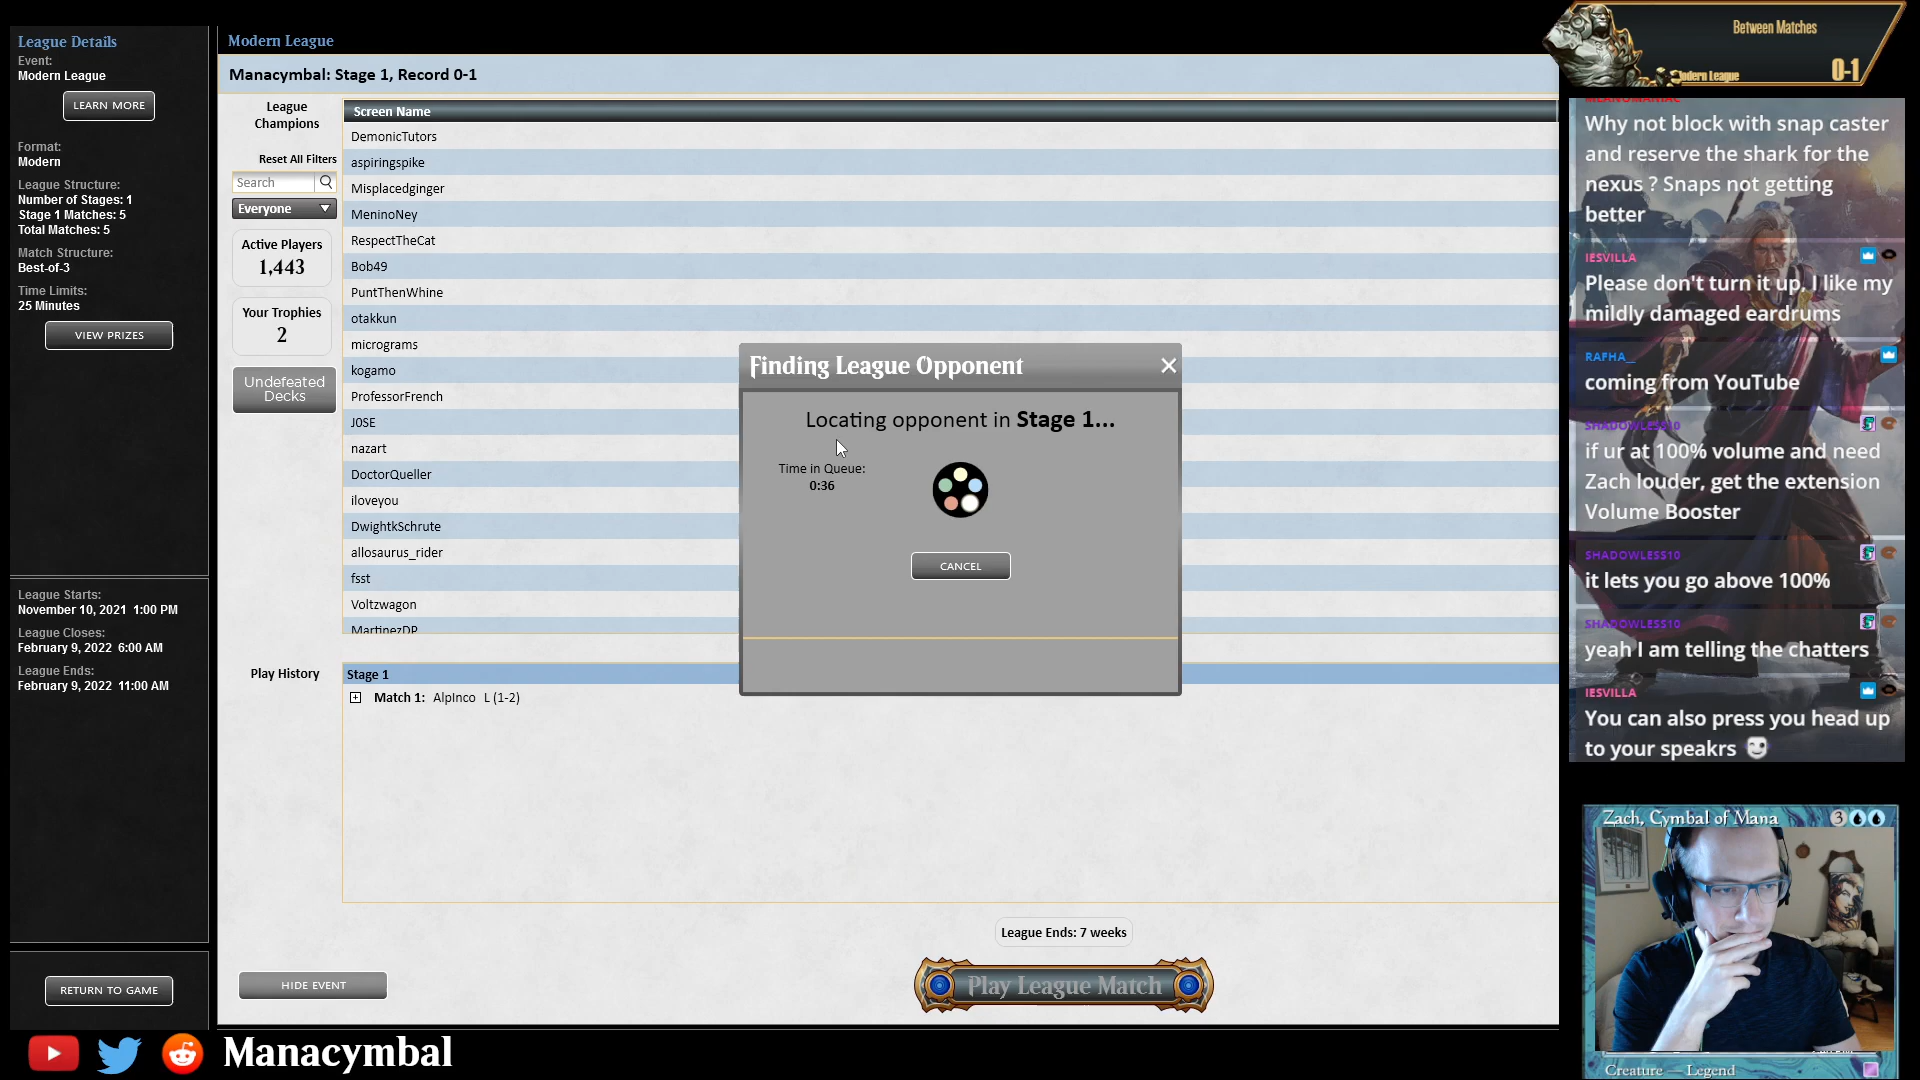 League Details
Event:
Modern League
LEARN MORE
Format:
Modern
League Structure:
Number of Stages: 1
Stage 1 Matches: 5
Total Matches: 5
Match Structure:
Best-of-3
Time Limits:
25 Minutes
VIEW PRIZES
League Starts:
November 10, 2021 1:00 PM
League Closes:
February 9, 2022 6:00 AM
League Ends:
February 9, 2022 11:00 AM
RETURN TO GAME
Modern League
Manacymbal: Stage 1, Record 0-1
League
Champions
Reset All Filters
Search
Everyone
Active Players
1,443
Your Trophies
2
Undefeated
Decks
Screen Name
DemonicTutors
aspiringspike
Misplacedginger
MeninoNey
RespectTheCat
Bob49
PuntThenWhine
otakkun
micrograms
kogamo
ProfessorFrench
J0SE
nazart
DoctorQueller
iloveyou
DwightkSchrute
allosaurus_rider
fsst
Voltzwagon
MartinezDP
Finding League Opponent
Locating opponent in Stage 1...
Time in Queue:
0:36
CANCEL
Play History
Stage 1
Match 1: AlpInco L (1-2)
League Ends: 7 weeks
HIDE EVENT
Play League Match
Manacymbal
Between Matches
Modern League
0-1
MELANOMANIAC
Why not block with snap caster
and reserve the shark for the
nexus ? Snaps not getting
better
IESVILLA
Please don't turn it up, I like my
mildly damaged eardrums
RAFHA__
coming from YouTube
SHADOWLESS10
if ur at 100% volume and need
Zach louder, get the extension
Volume Booster
SHADOWLESS10
it lets you go above 100%
SHADOWLESS10
yeah I am telling the chatters
IESVILLA
You can also press you head up
to your speakrs
Zach, Cymbal of Mana 3
Creature — Legend